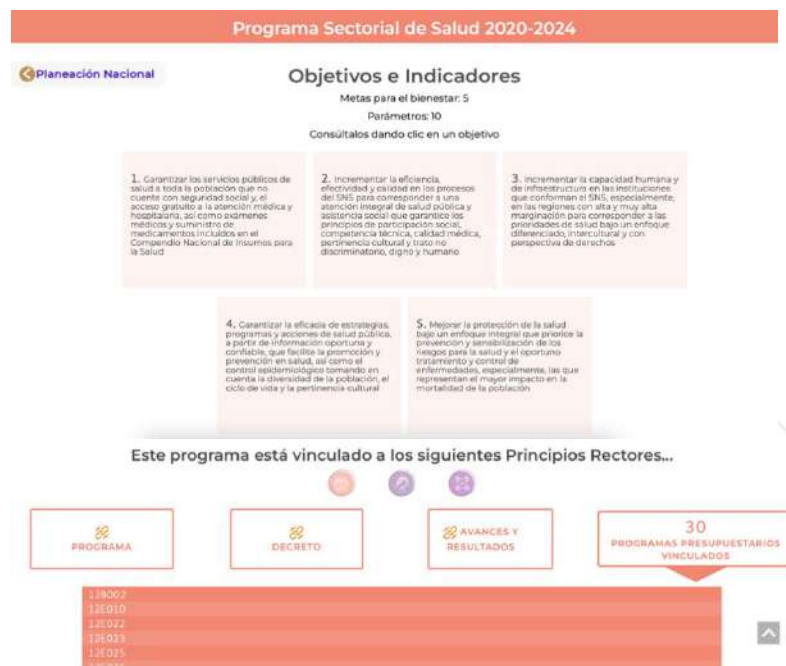 Programa Sectorial de Salud 2020-2024
Planeación Nacional
Objetivos e Indicadores
Metas para el bienestar: 5
Parámetros: 10
Consúltalos dando clic en un objetivo
1. Garantizar los servicios públicos de
salud a toda la población que no
cuente con seguridad social y, el
acceso gratuito a la atención médica y
hospitalaria, así como exámenes
médicos y suministro de
medicamentos incluidos en el
Compendio Nacional de Insumos para
la Salud
2. Incrementar la eficiencia,
efectividad y calidad en los procesos
del SNS para corresponder a una
atención integral de salud pública y
asistencia social que garantice los
principios de participación social,
competencia técnica, calidad médica,
pertinencia cultural y trato no
discriminatorio, digno y humano
3. Incrementar la capacidad humana y
de infraestructura en las instituciones
que conforman el SNS, especialmente,
en las regiones con alta y muy alta
marginación para corresponder a las
prioridades de salud bajo un enfoque
diferenciado, intercultural y con
perspectiva de derechos
4. Garantizar la eficacia de estrategias,
programas y acciones de salud pública,
a partir de información oportuna y
confiable, que facilite la promoción y
prevención en salud, así como el
control epidemiológico tomando en
cuenta la diversidad de la población, el
ciclo de vida y la pertinencia cultural
5. Mejorar la protección de la salud
bajo un enfoque integral que priorice la
prevención y sensibilización de los
riesgos para la salud y el oportuno
tratamiento y control de
enfermedades, especialmente, las que
representan el mayor impacto en la
mortalidad de la población
Este programa está vinculado a los siguientes Principios Rectores...
PROGRAMA
DECRETO
AVANCES Y
RESULTADOS
30
PROGRAMAS PRESUPUESTARIOS
VINCULADOS
12B002
12E010
12E022
12E023
12E025